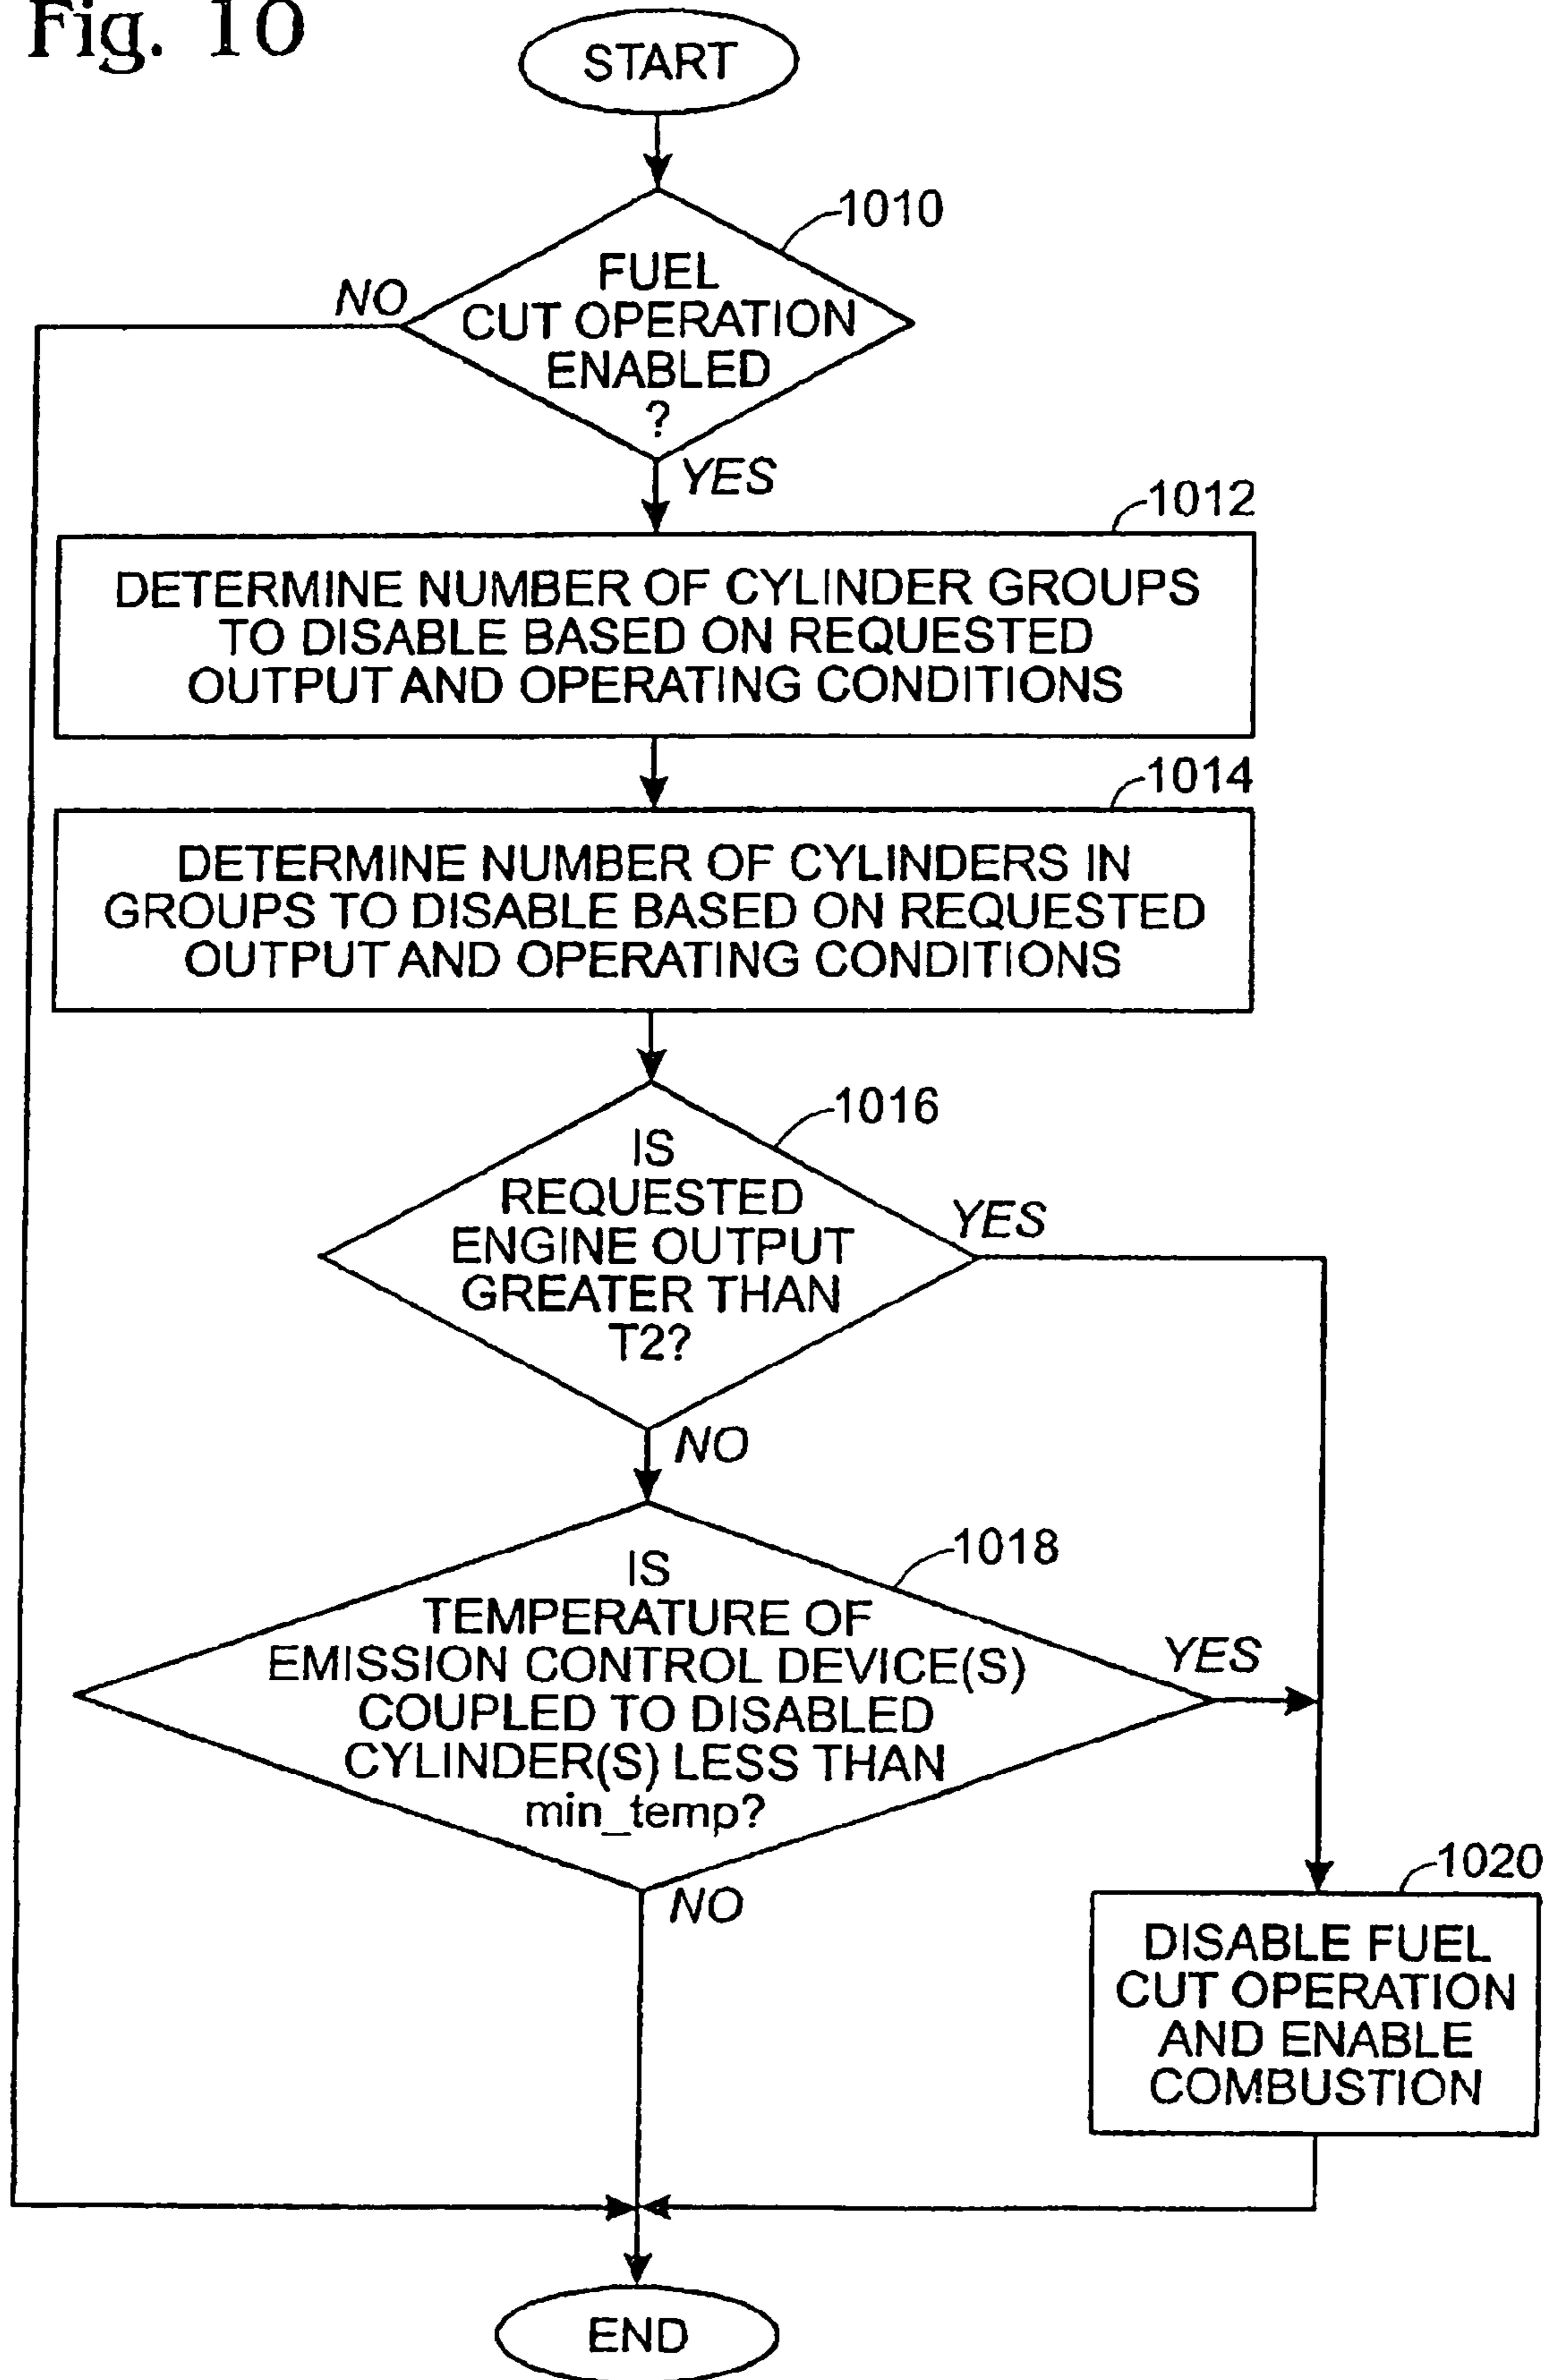 Fig. 10
START
1010
FUEL
CUT OPERATION
ENABLED
?
NO
YES
1012
DETERMINE NUMBER OF CYLINDER GROUPS
TO DISABLE BASED ON REQUESTED
OUTPUT AND OPERATING CONDITIONS
1014
DETERMINE NUMBER OF CYLINDERS IN
GROUPS TO DISABLE BASED ON REQUESTED
OUTPUT AND OPERATING CONDITIONS
1016
IS
REQUESTED
ENGINE OUTPUT
GREATER THAN
T2?
YES
NO
1018
IS
TEMPERATURE OF
EMISSION CONTROL DEVICE(S)
COUPLED TO DISABLED
CYLINDER(S) LESS THAN
min_temp?
YES
NO
1020
DISABLE FUEL
CUT OPERATION
AND ENABLE
COMBUSTION
END